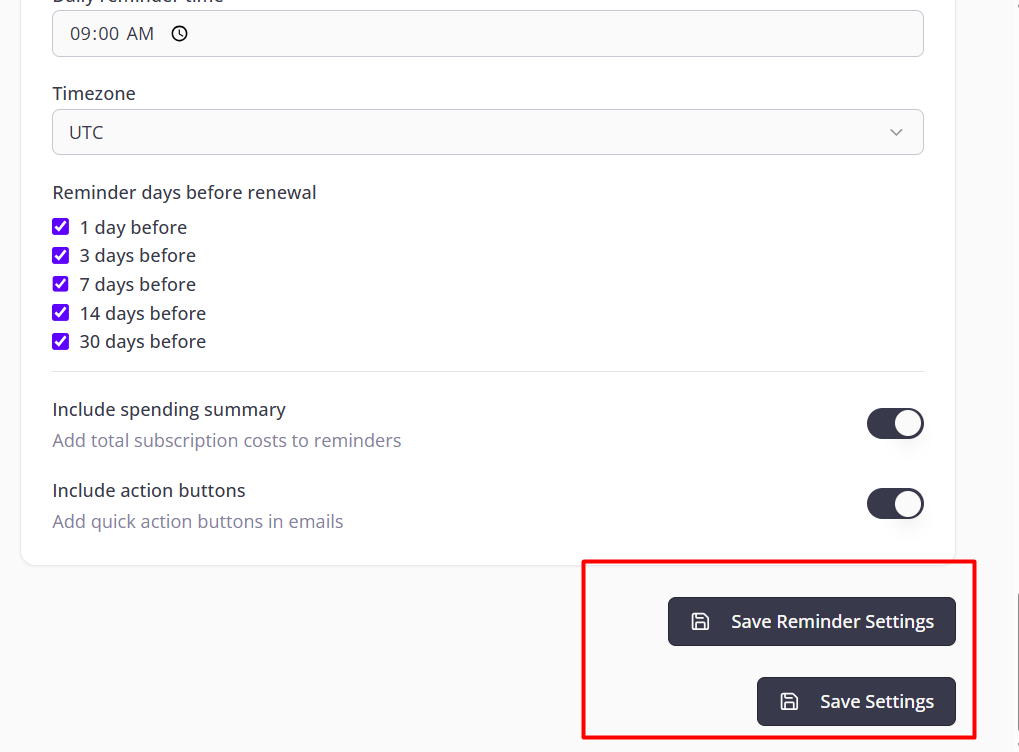 Daily reminder time
09:00 AM
Timezone
UTC
Reminder days before renewal
1 day before
3 days before
7 days before
14 days before
30 days before
Include spending summary
Add total subscription costs to reminders
Include action buttons
Add quick action buttons in emails
Save Reminder Settings
Save Settings